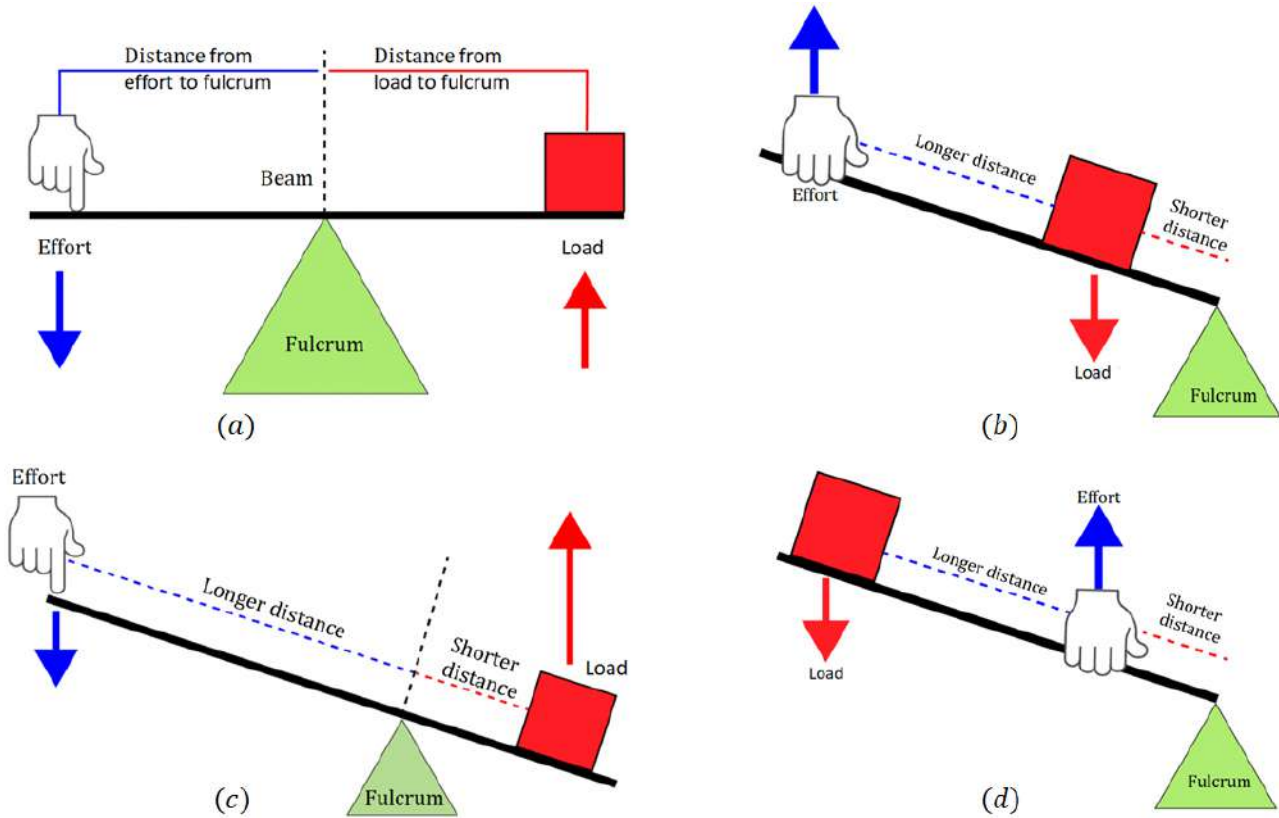 Distance from
effort to fulcrum
Distance from
load to fulcrum
Beam
Effort
Load
Fulcrum
(a)
Longer distance
Effort
Shorter
distance
Load
Fulcrum
(b)
Effort
Longer distance
Shorter
distance
Load
Fulcrum
(c)
Effort
Longer distance
Shorter
distance
Load
Fulcrum
(d)